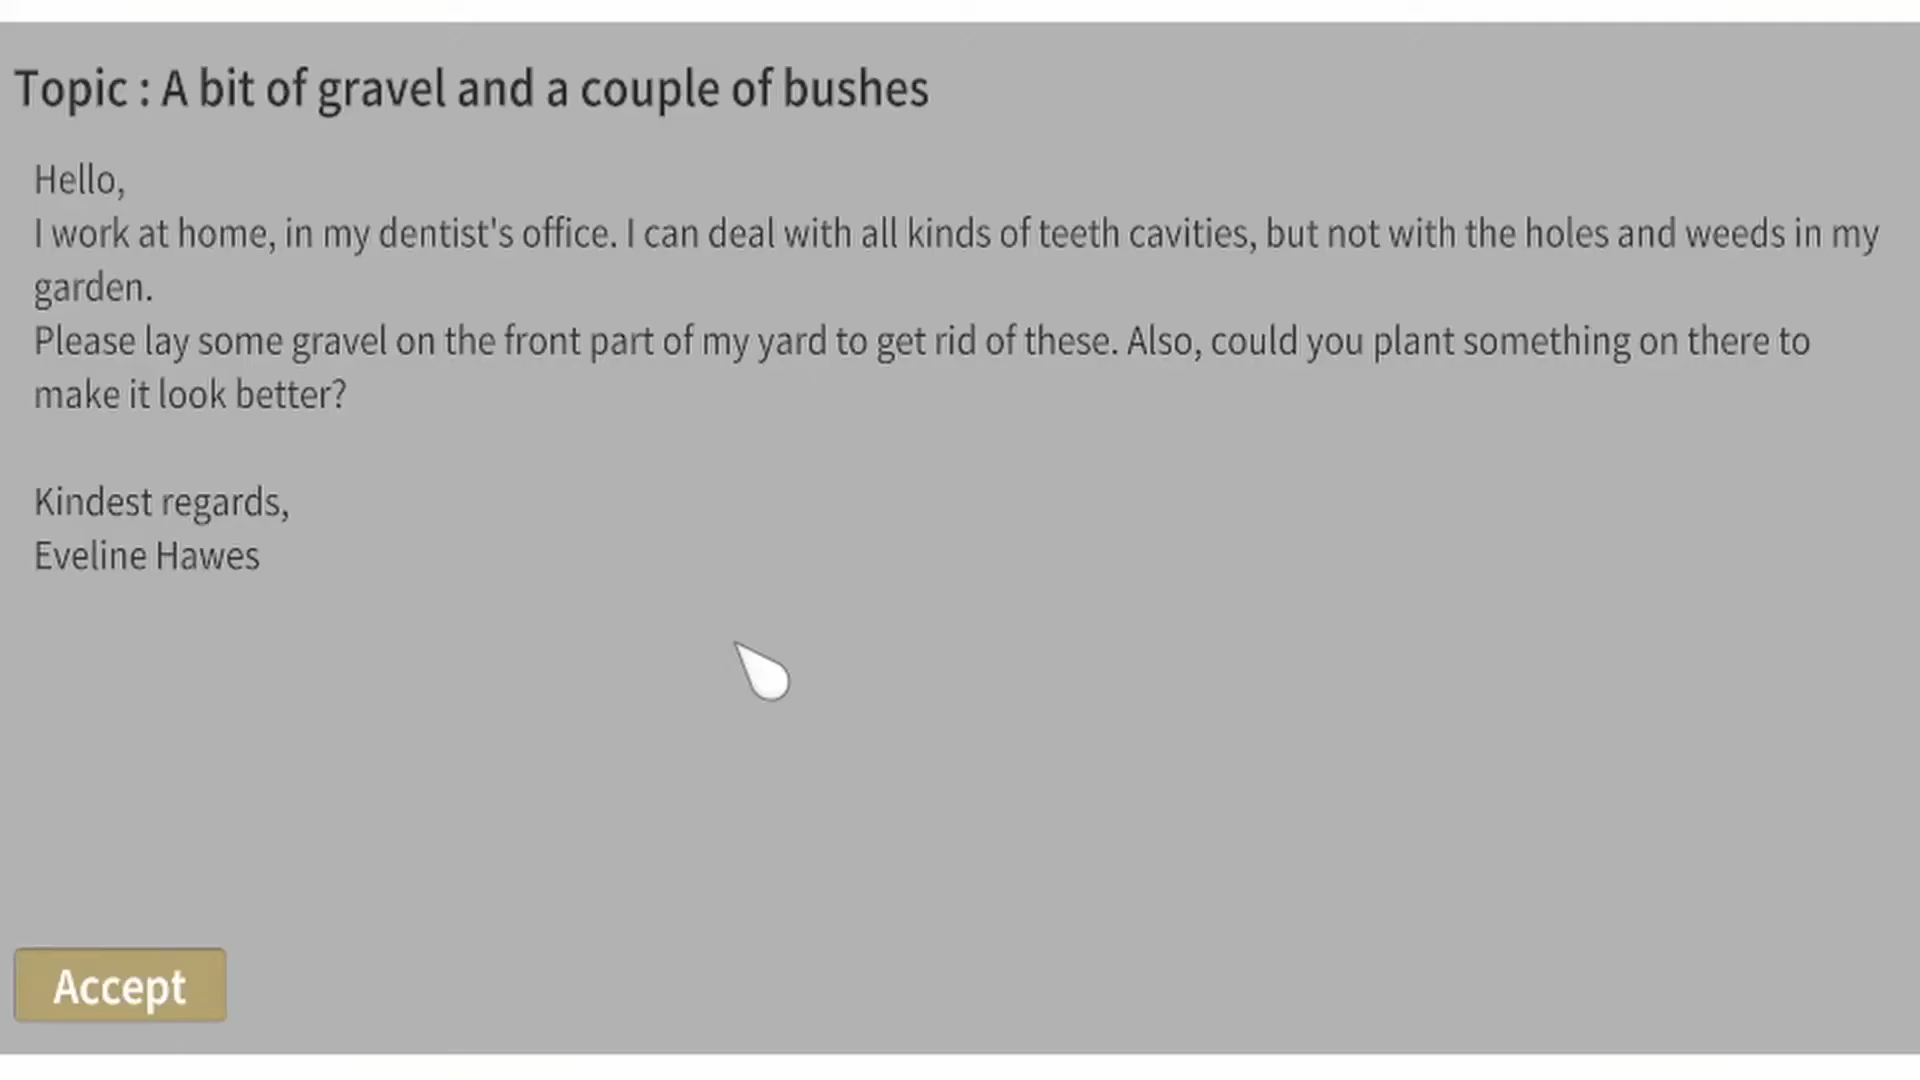 Topic : A bit of gravel and a couple of bushes
Hello,
I work at home, in my dentist's office. I can deal with all kinds of teeth cavities, but not with the holes and weeds in my
garden.
Please lay some gravel on the front part of my yard to get rid of these. Also, could you plant something on there to
make it look better?
Kindest regards,
Eveline Hawes
Accept